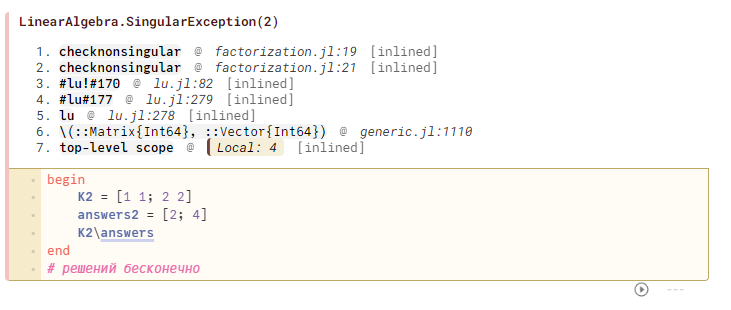 LinearAlgebra.SingularException(2)
1. checknonsingular @ factorization.jl:19 [inlined]
2. checknonsingular @ factorization.jl:21 [inlined]
3. #lu!#170 @ lu.jl:82 [inlined]
4. #lu#177 @ lu.jl:279 [inlined]
5. lu @ lu.jl:278 [inlined]
6. \(::Matrix{Int64}, ::Vector{Int64}) @ generic.jl:1110
7. top-level scope @ Local: 4 [inlined]
begin
    K2 = [1 1; 2 2]
    answers2 = [2; 4]
    K2\answers
end
# решений бесконечно
---